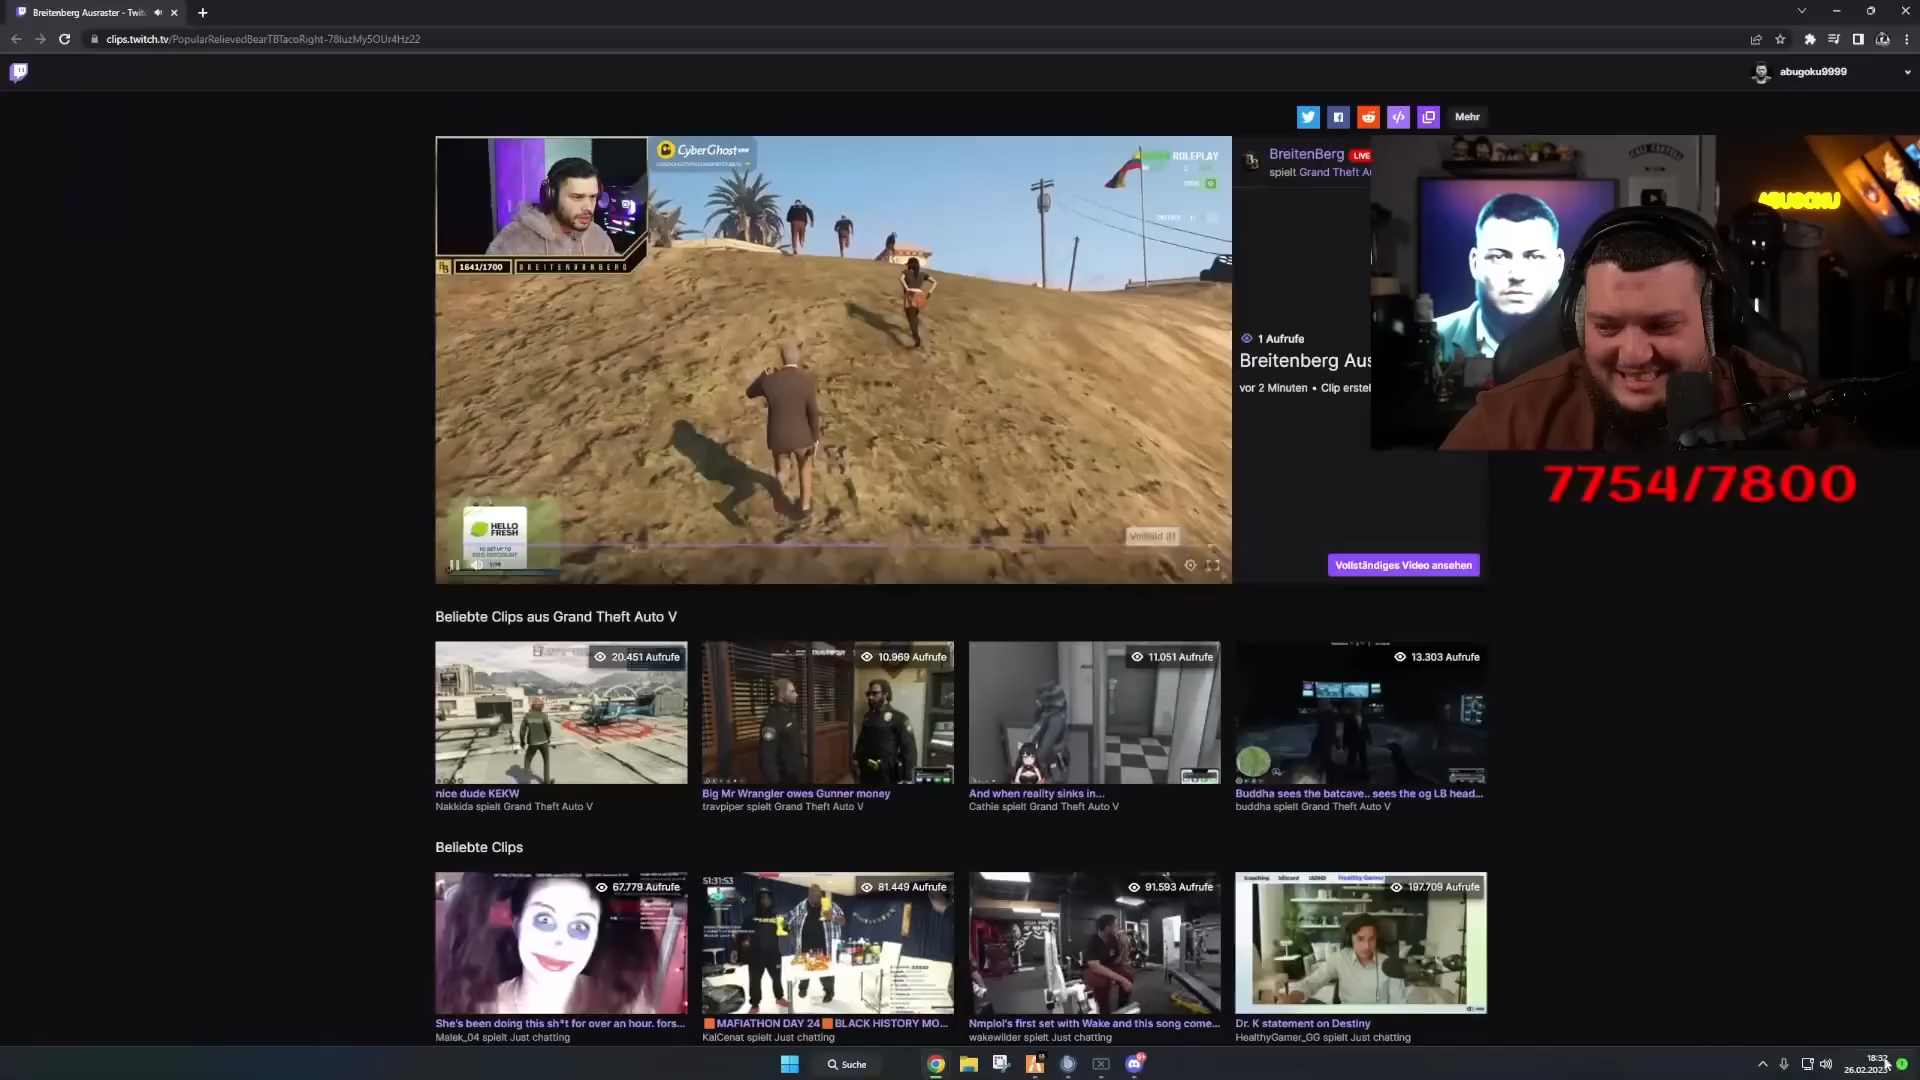 Breitenberg Ausraster - Twit
clips.twitch.tv/PopularRelievedBearTBTacoRight-78IuzMy5OUr4Hz22
abugoku9999
Mehr
CyberGhost
ROLEPLAY
BreitenBerg LIVE
spielt Grand Theft Au
ABUGOKU
1641/1700 BREITENBERG
1 Aufrufe
Breitenberg Aus
vor 2 Minuten • Clip erstel
7754/7800
HELLO
FRESH
Vollbild (f)
Vollständiges Video ansehen
Beliebte Clips aus Grand Theft Auto V
20.451 Aufrufe
10.969 Aufrufe
11.051 Aufrufe
13.303 Aufrufe
nice dude KEKW
Nakkida spielt Grand Theft Auto V
Big Mr Wrangler owes Gunner money
travpiper spielt Grand Theft Auto V
And when reality sinks in...
Cathie spielt Grand Theft Auto V
Buddha sees the batcave.. sees the og LB head...
buddha spielt Grand Theft Auto V
Beliebte Clips
67.779 Aufrufe
51:31:53
81.449 Aufrufe
91.593 Aufrufe
197.709 Aufrufe
She's been doing this sh*t for over an hour. fors...
Malek_04 spielt Just chatting
🟥MAFIATHON DAY 24🟥BLACK HISTORY MO...
KaiCenat spielt Just chatting
Nmplol's first set with Wake and this song come...
wakewilder spielt Just chatting
Dr. K statement on Destiny
HealthyGamer_GG spielt Just chatting
Suche
18:32
26.02.2023